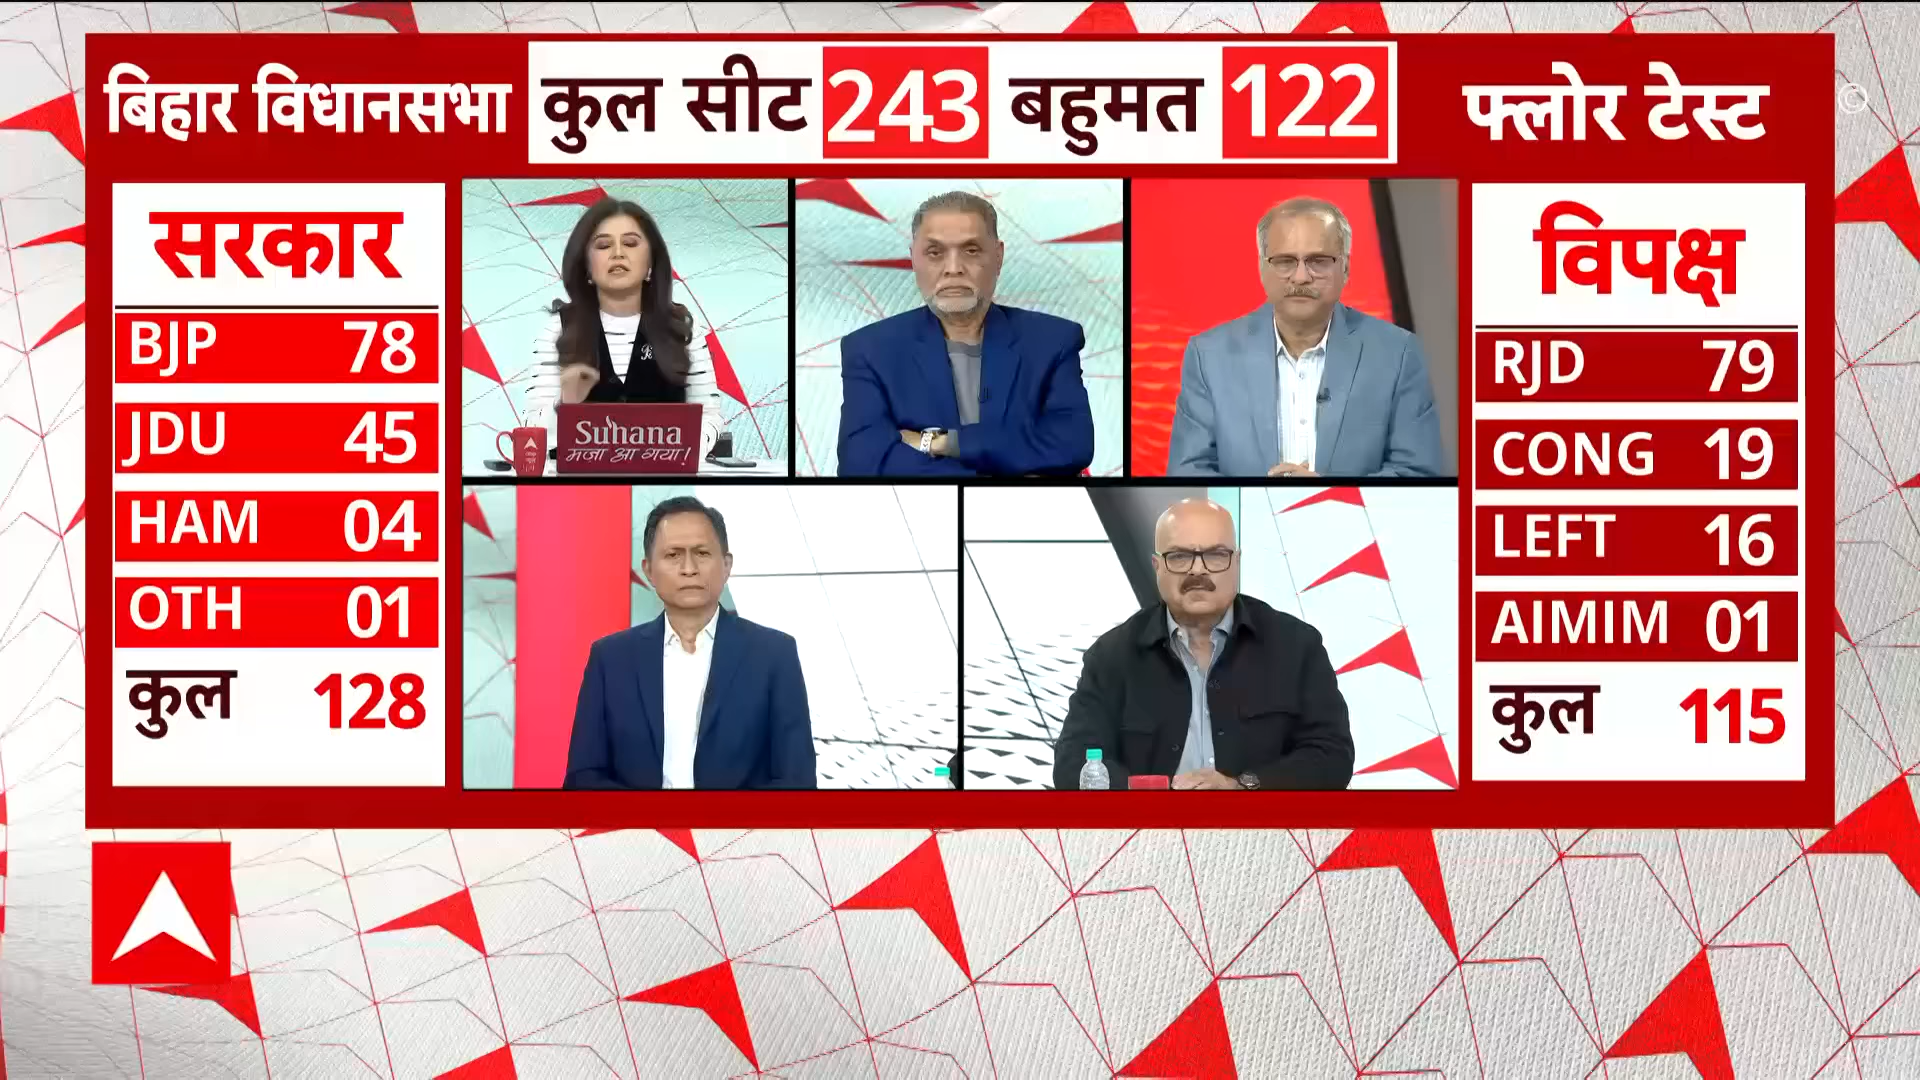 बिहार विधानसभा कुल सीट 243 बहुमत 122 फ्लोर टेस्ट
©
सरकार
BJP 78
JDU 45
HAM 04
OTH 01
कुल 128
Suhana
मज़ा आ गया!
विपक्ष
RJD 79
CONG 19
LEFT 16
AIMIM 01
कुल 115